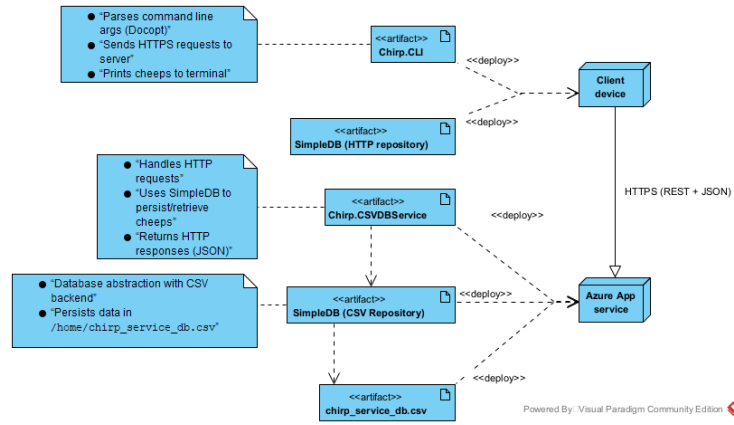 “Parses command line
args (Docopt)”
“Sends HTTPS requests to
server”
“Prints cheeps to terminal”
<<artifact>>
Chirp.CLI
<<deploy>>
Client
device
<<artifact>>
SimpleDB (HTTP repository)
<<deploy>>
“Handles HTTP
requests”
“Uses SimpleDB to
persist/retrieve
cheeps”
“Returns HTTP
responses (JSON)”
<<artifact>>
Chirp.CSVDBService
<<deploy>>
HTTPS (REST + JSON)
“Database abstraction with CSV
backend”
“Persists data in
/home/chirp_service_db.csv”
<<artifact>>
SimpleDB (CSV Repository)
<<deploy>>
Azure App
service
<<artifact>>
chirp_service_db.csv
<<deploy>>
Powered By Visual Paradigm Community Edition